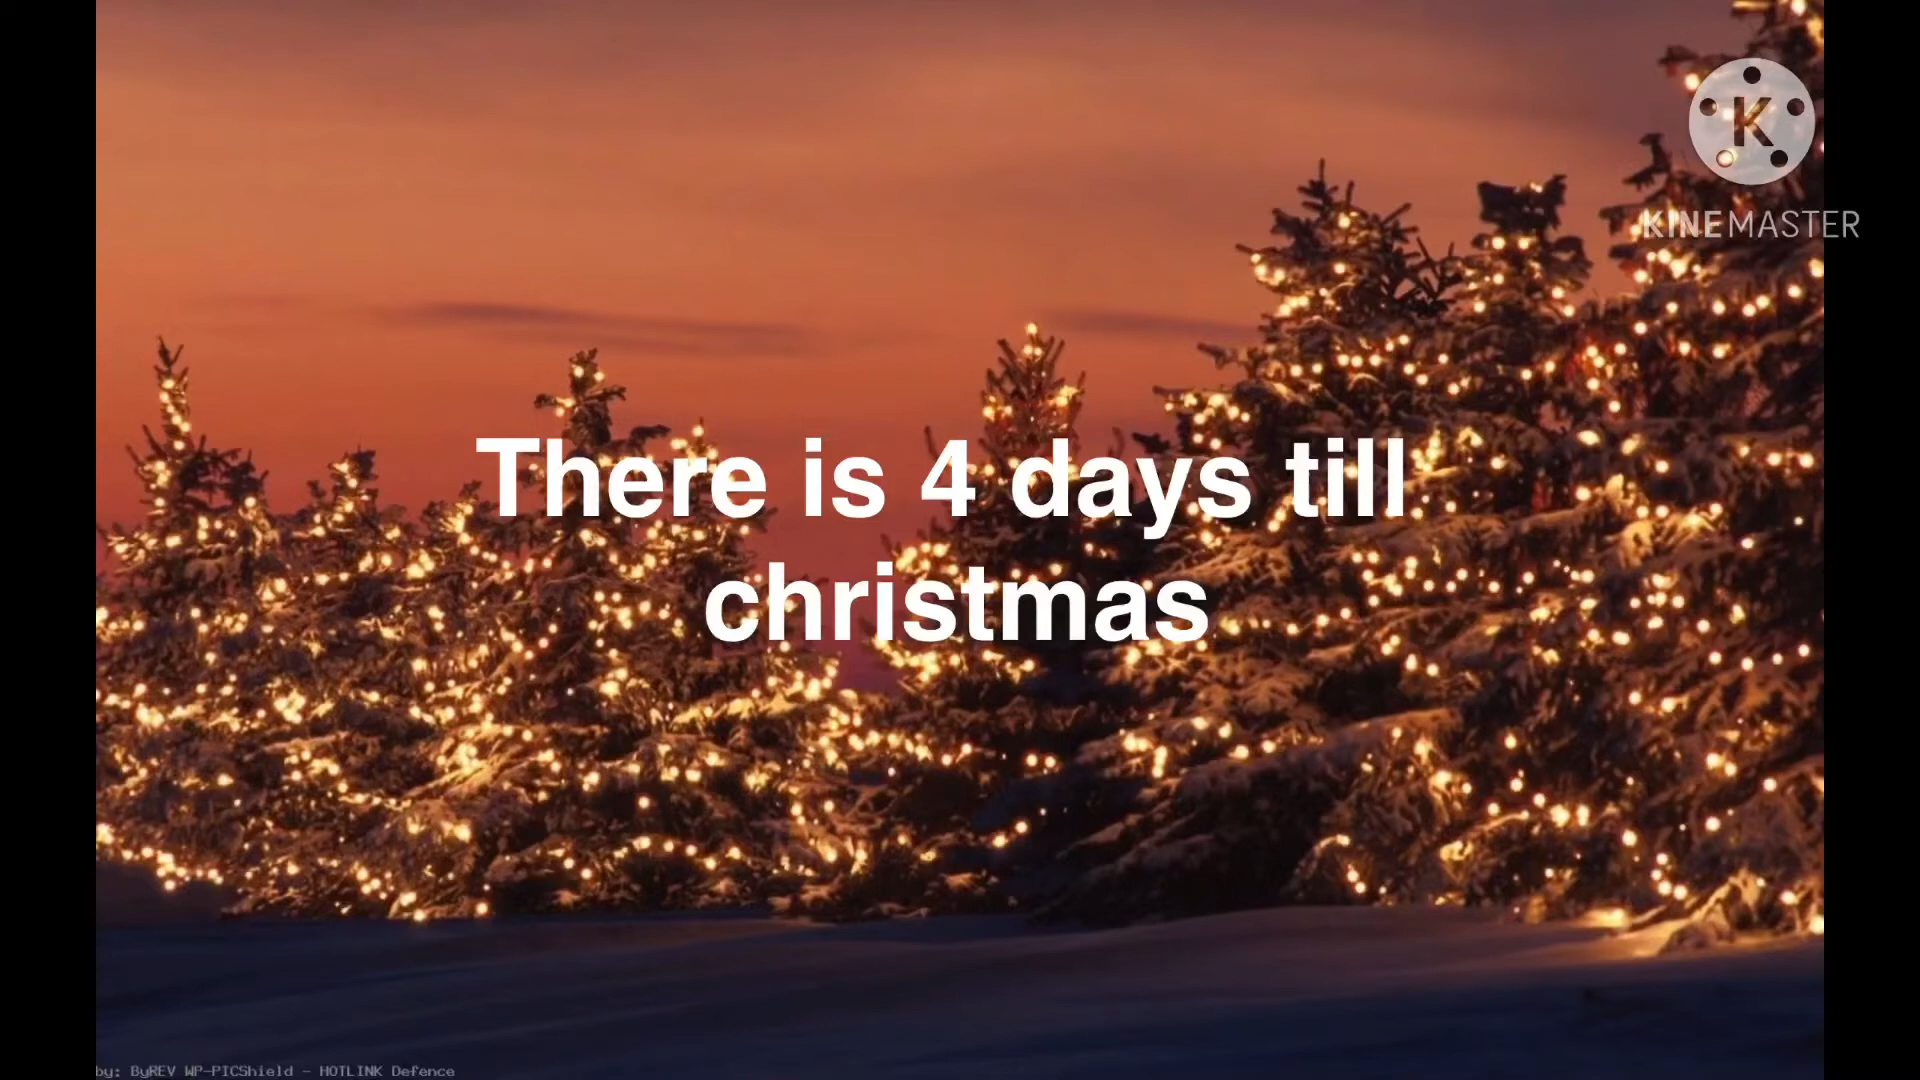 K
KINEMASTER
There is 4 days till
christmas
by: ByREV WP-PICShield - HOTLINK Defence